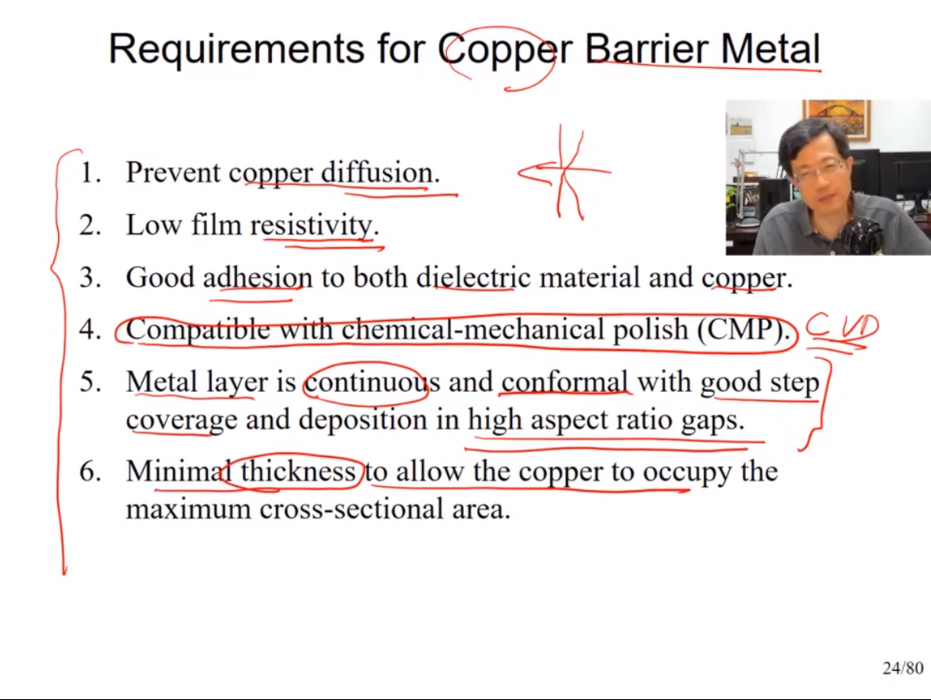 Requirements for Copper Barrier Metal
1. Prevent copper diffusion.
2. Low film resistivity.
3. Good adhesion to both dielectric material and copper.
4. Compatible with chemical-mechanical polish (CMP). CVD
5. Metal layer is continuous and conformal with good step
coverage and deposition in high aspect ratio gaps.
6. Minimal thickness to allow the copper to occupy the
maximum cross-sectional area.
24/80